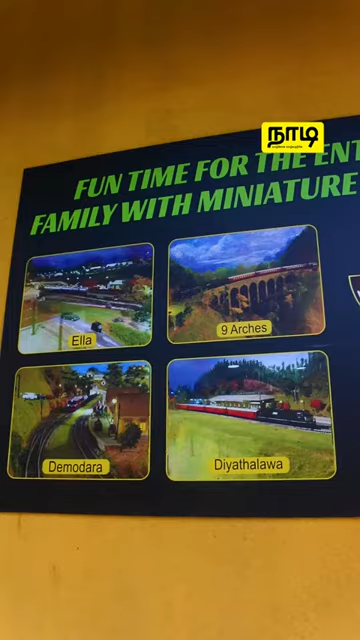 நாடி
FUN TIME FOR THE ENT
FAMILY WITH MINIATURE
Ella
9 Arches
Demodara
Diyathalawa